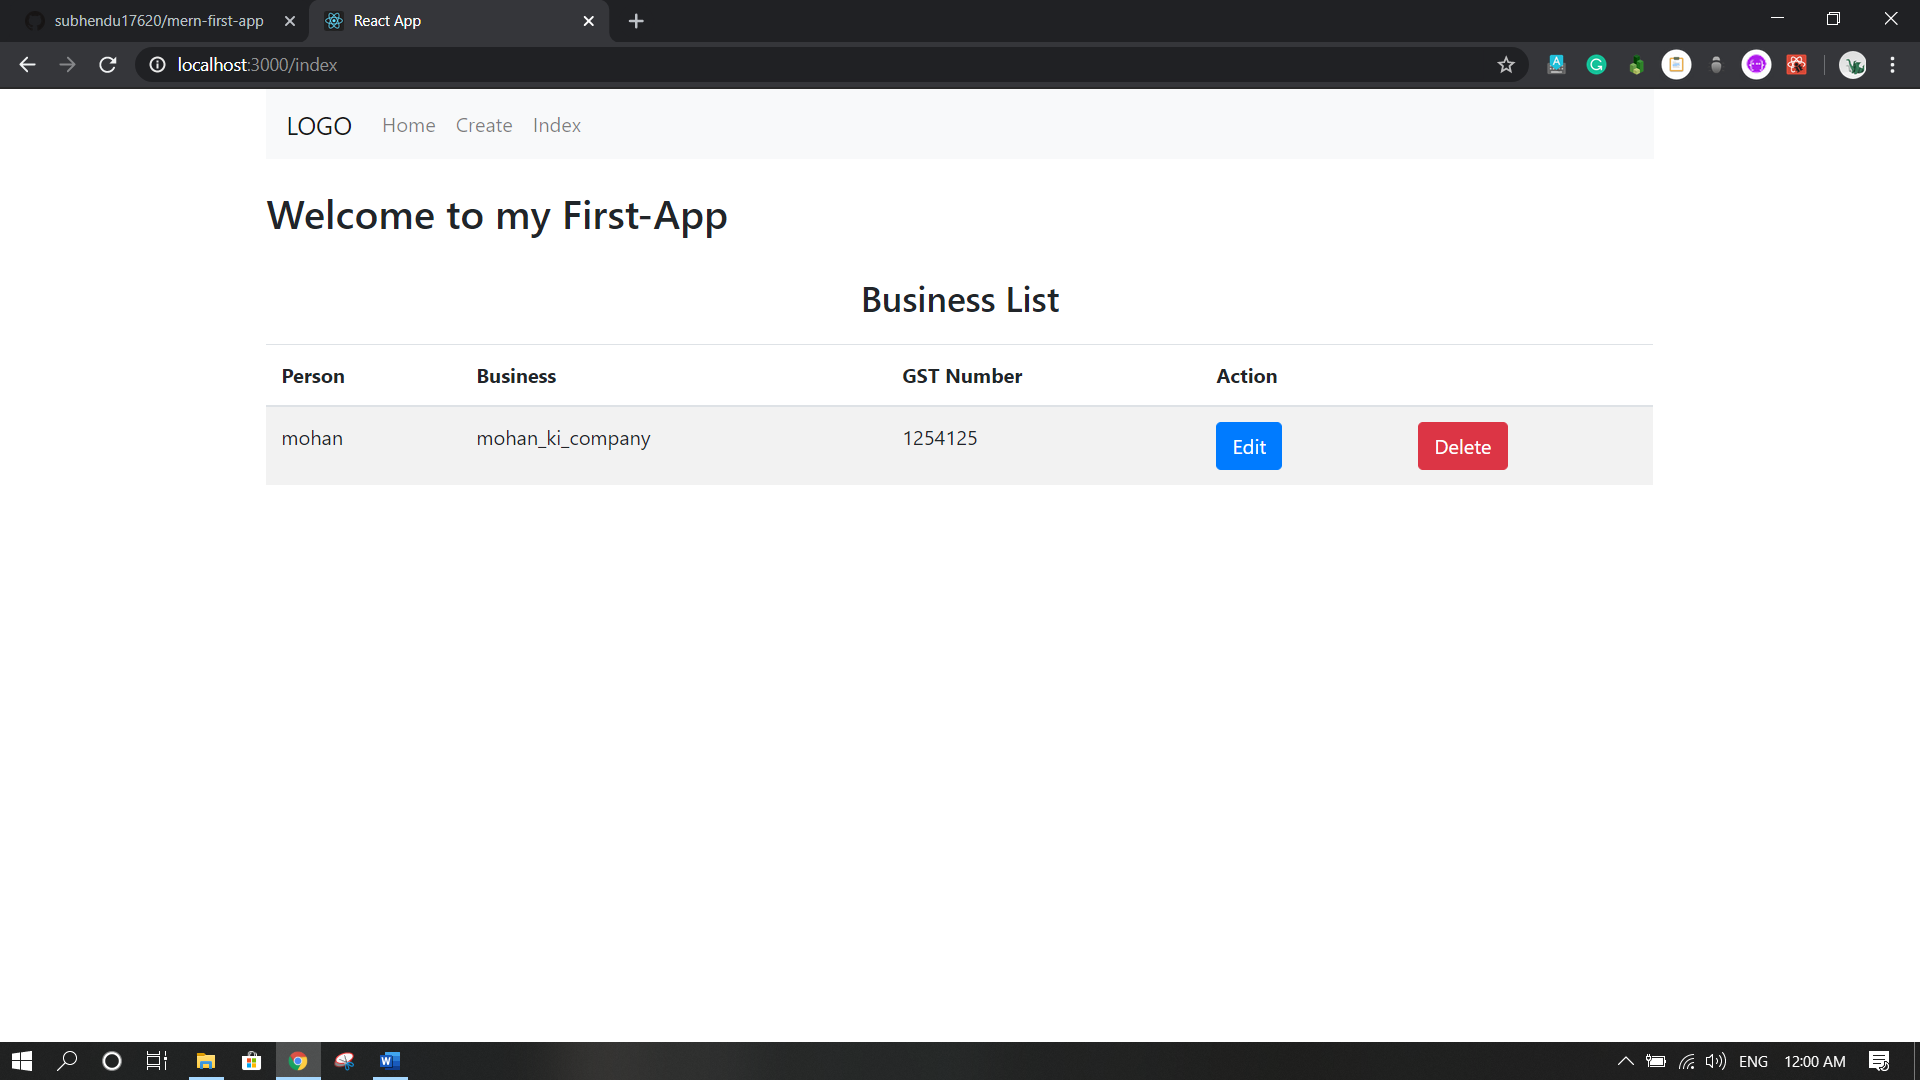 subhendu17620/mern-first-app
React App
localhost:3000/index
LOGO Home Create Index
Welcome to my First-App
Business List
Person Business GST Number Action
mohan mohan_ki_company 1254125 Edit Delete
ENG 12:00 AM